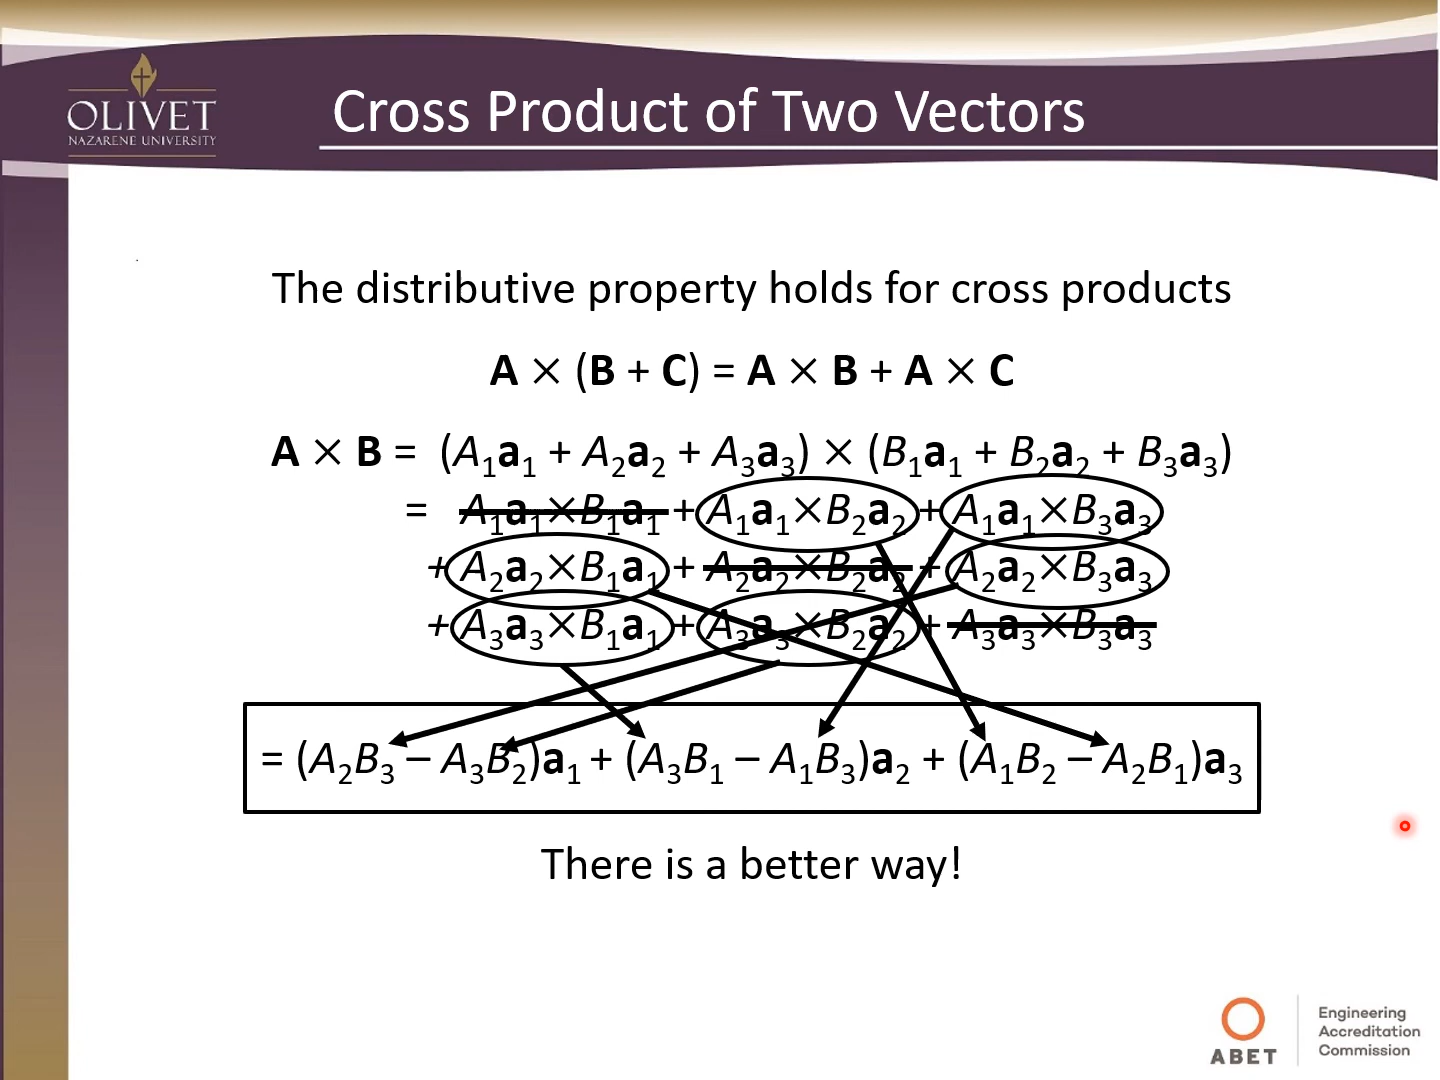 OLIVET
NAZARENE UNIVERSITY
Cross Product of Two Vectors
The distributive property holds for cross products
A × (B + C) = A × B + A × C
A × B = (A₁a₁ + A₂a₂ + A₃a₃) × (B₁a₁ + B₂a₂ + B₃a₃)
= A₁a₁×B₁a₁ + A₁a₁×B₂a₂ + A₁a₁×B₃a₃
+ A₂a₂×B₁a₁ + A₂a₂×B₂a₂ + A₂a₂×B₃a₃
+ A₃a₃×B₁a₁ + A₃a₃×B₂a₂ + A₃a₃×B₃a₃
= (A₂B₃ – A₃B₂)a₁ + (A₃B₁ – A₁B₃)a₂ + (A₁B₂ – A₂B₁)a₃
There is a better way!
ABET
Engineering
Accreditation
Commission